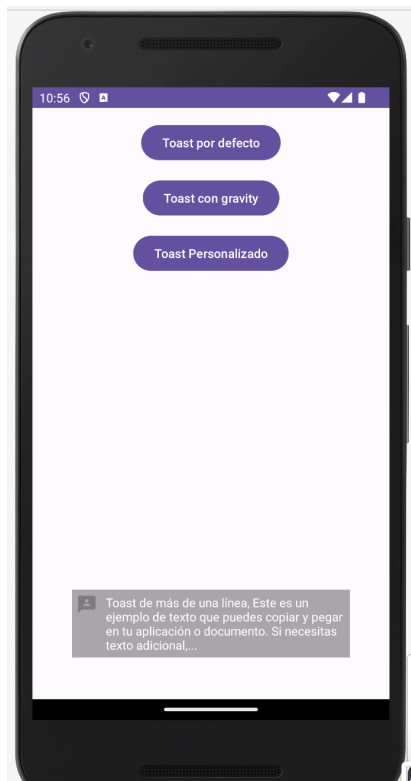 10:56
Toast por defecto
Toast con gravity
Toast Personalizado
Toast de más de una línea, Este es un
ejemplo de texto que puedes copiar y pegar
en tu aplicación o documento. Si necesitas
texto adicional,...